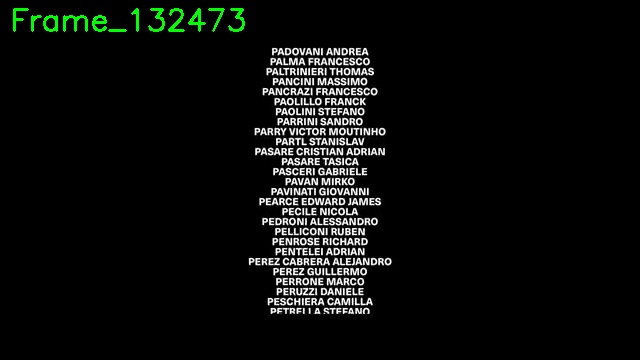 Frame_132473
PADOVANI ANDREA
PALMA FRANCESCO
PALTRINIERI THOMAS
PANCINI MASSIMO
PANCRAZI FRANCESCO
PAOLILLO FRANCK
PAOLINI STEFANO
PARRINI SANDRO
PARRY VICTOR MOUTINHO
PARTL STANISLAV
PASARE CRISTIAN ADRIAN
PASARE TASICA
PASCERI GABRIELE
PAVAN MIRKO
PAVINATI GIOVANNI
PEARCE EDWARD JAMES
PECILE NICOLA
PEDRONI ALESSANDRO
PELLICONI RUBEN
PENROSE RICHARD
PENTELEI ADRIAN
PEREZ CABRERA ALEJANDRO
PEREZ GUILLERMO
PERRONE MARCO
PERUZZI DANIELE
PESCHIERA CAMILLA
PETRELLA STEFANO